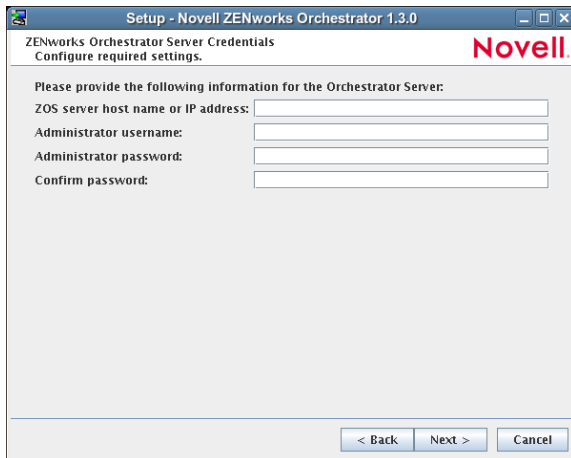 Setup - Novell ZENworks Orchestrator 1.3.0
ZENworks Orchestrator Server Credentials
Configure required settings.
Novell.
Please provide the following information for the Orchestrator Server:
ZOS server host name or IP address:
Administrator username:
Administrator password:
Confirm password:
< Back Next > Cancel